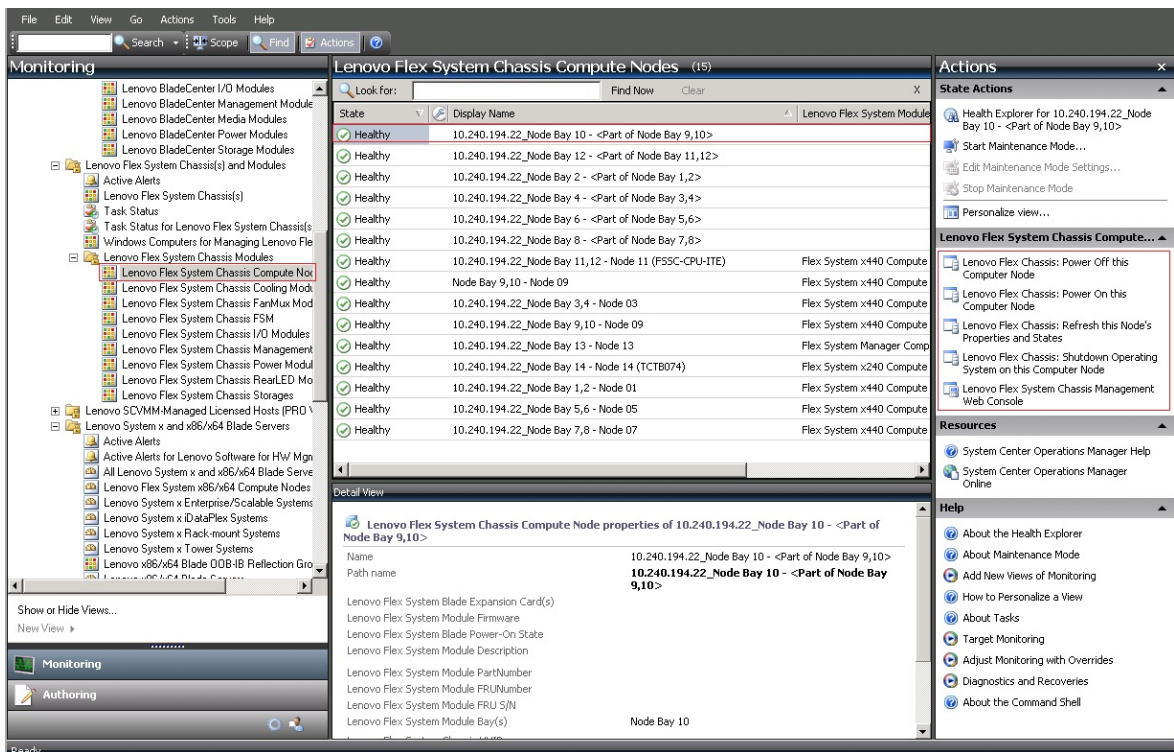 File Edit View Go Actions Tools Help
Search Scope Find Actions
Monitoring
Lenovo BladeCenter I/O Modules
Lenovo BladeCenter Management Module
Lenovo BladeCenter Media Modules
Lenovo BladeCenter Power Modules
Lenovo BladeCenter Storage Modules
Lenovo Flex System Chassis(s) and Modules
Active Alerts
Lenovo Flex System Chassis(s)
Task Status
Task Status for Lenovo Flex System Chassis(s
Windows Computers for Managing Lenovo Fle
Lenovo Flex System Chassis Modules
Lenovo Flex System Chassis Compute Noc
Lenovo Flex System Chassis Cooling Modu
Lenovo Flex System Chassis FanMux Mod
Lenovo Flex System Chassis FSM
Lenovo Flex System Chassis I/O Modules
Lenovo Flex System Chassis Management
Lenovo Flex System Chassis Power Modul
Lenovo Flex System Chassis RearLED Mo
Lenovo Flex System Chassis Storages
Lenovo SCVMM-Managed Licensed Hosts (PRO V
Lenovo System x and x86/x64 Blade Servers
Active Alerts
Active Alerts for Lenovo Software for HW Mgn
All Lenovo System x and x86/x64 Blade Serve
Lenovo Flex System x86/x64 Compute Nodes
Lenovo System x Enterprise/Scalable Systems
Lenovo System x iDataPlex Systems
Lenovo System x Rack-mount Systems
Lenovo System x Tower Systems
Lenovo x86/x64 Blade OOB-IB Reflection Gro
Show or Hide Views...
New View
Monitoring
Authoring
Ready
Lenovo Flex System Chassis Compute Nodes (15)
Look for: Find Now Clear X
State Display Name Lenovo Flex System Module
Healthy 10.240.194.22_Node Bay 10 - <Part of Node Bay 9,10>
Healthy 10.240.194.22_Node Bay 12 - <Part of Node Bay 11,12>
Healthy 10.240.194.22_Node Bay 2 - <Part of Node Bay 1,2>
Healthy 10.240.194.22_Node Bay 4 - <Part of Node Bay 3,4>
Healthy 10.240.194.22_Node Bay 6 - <Part of Node Bay 5,6>
Healthy 10.240.194.22_Node Bay 8 - <Part of Node Bay 7,8>
Healthy 10.240.194.22_Node Bay 11,12 - Node 11 (FSSC-CPU-ITE) Flex System x440 Compute
Healthy Node Bay 9,10 - Node 09 Flex System x440 Compute
Healthy 10.240.194.22_Node Bay 3,4 - Node 03 Flex System x440 Compute
Healthy 10.240.194.22_Node Bay 9,10 - Node 09 Flex System x440 Compute
Healthy 10.240.194.22_Node Bay 13 - Node 13 Flex System Manager Comp
Healthy 10.240.194.22_Node Bay 14 - Node 14 (TCTB074) Flex System x240 Compute
Healthy 10.240.194.22_Node Bay 1,2 - Node 01 Flex System x440 Compute
Healthy 10.240.194.22_Node Bay 5,6 - Node 05 Flex System x440 Compute
Healthy 10.240.194.22_Node Bay 7,8 - Node 07 Flex System x440 Compute
Detail View
Lenovo Flex System Chassis Compute Node properties of 10.240.194.22_Node Bay 10 - <Part of
Node Bay 9,10>
Name 10.240.194.22_Node Bay 10 - <Part of Node Bay 9,10>
Path name 10.240.194.22_Node Bay 10 - <Part of Node Bay
9,10>
Lenovo Flex System Blade Expansion Card(s)
Lenovo Flex System Module Firmware
Lenovo Flex System Blade Power-On State
Lenovo Flex System Module Description
Lenovo Flex System Module PartNumber
Lenovo Flex System Module FRUNumber
Lenovo Flex System Module FRU S/N
Lenovo Flex System Module Bay(s) Node Bay 10
Actions x
State Actions
Health Explorer for 10.240.194.22_Node
Bay 10 - <Part of Node Bay 9,10>
Start Maintenance Mode...
Edit Maintenance Mode Settings...
Stop Maintenance Mode
Personalize view...
Lenovo Flex System Chassis Compute...
Lenovo Flex Chassis: Power Off this
Computer Node
Lenovo Flex Chassis: Power On this
Computer Node
Lenovo Flex Chassis: Refresh this Node's
Properties and States
Lenovo Flex Chassis: Shutdown Operating
System on this Computer Node
Lenovo Flex System Chassis Management
Web Console
Resources
System Center Operations Manager Help
System Center Operations Manager
Online
Help
About the Health Explorer
About Maintenance Mode
Add New Views of Monitoring
How to Personalize a View
About Tasks
Target Monitoring
Adjust Monitoring with Overrides
Diagnostics and Recoveries
About the Command Shell